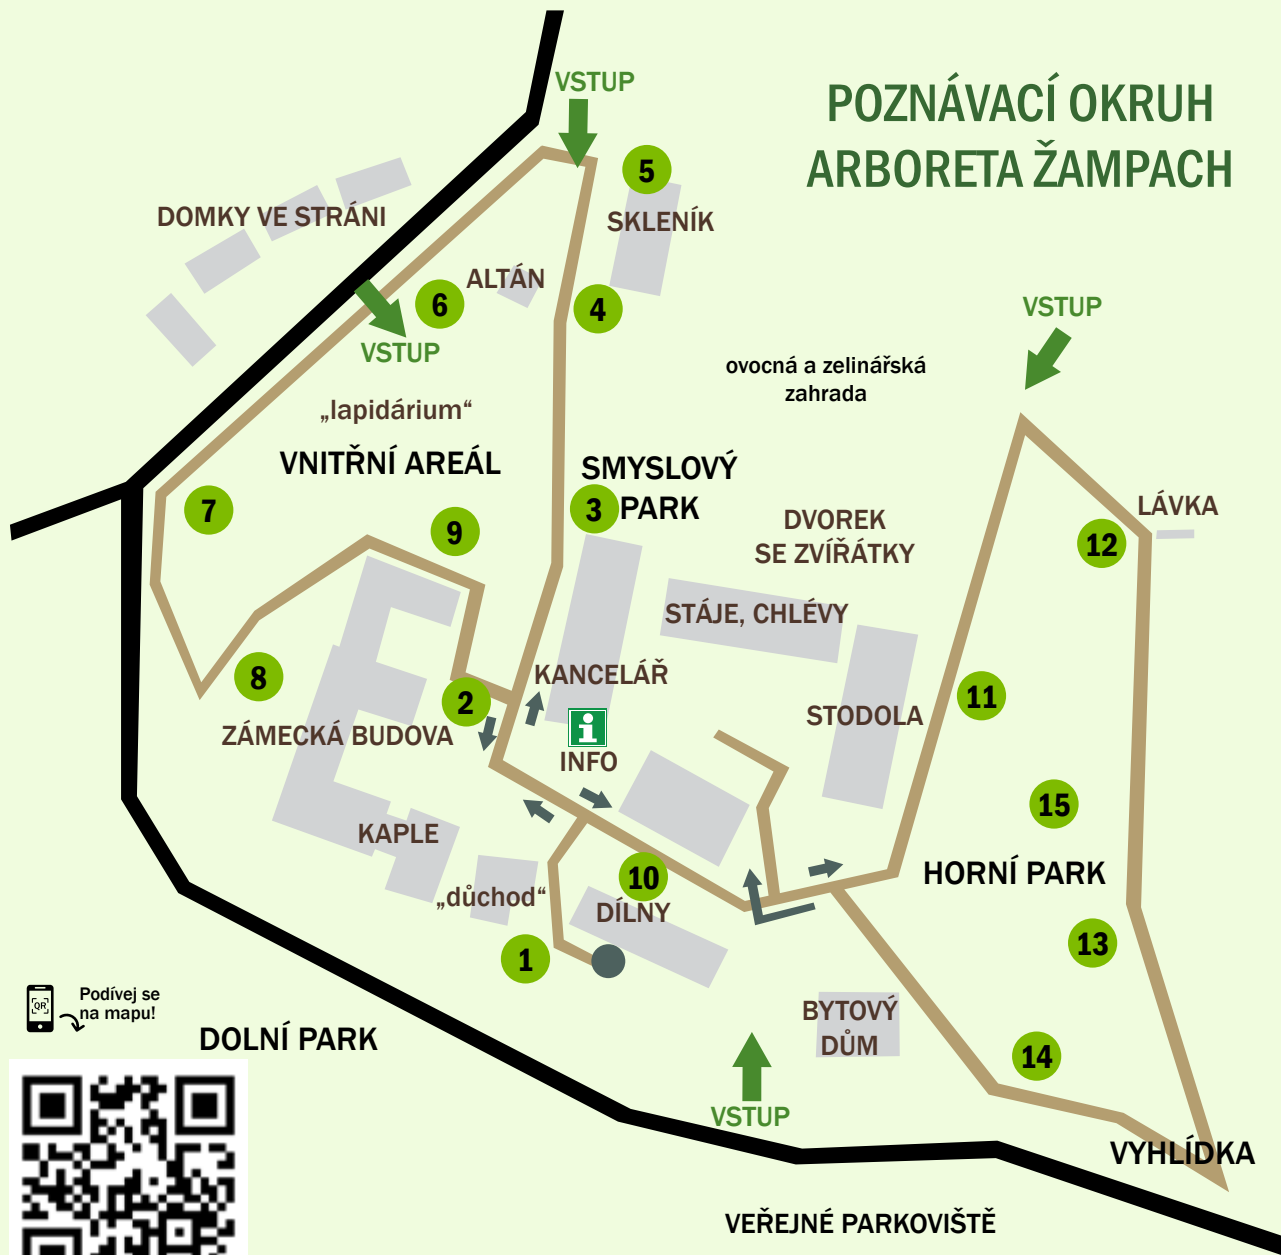 POZNÁVACÍ OKRUH
ARBORETA ŽAMPACH
VSTUP
5
SKLENÍK
DOMKY VE STRÁNI
ALTÁN
6
4
VSTUP
VSTUP
ovocná a zelinářská
zahrada
„lapidárium“
VNITŘNÍ AREÁL
SMYSLOVÝ
PARK
3
7
9
DVOREK
SE ZVÍŘÁTKY
LÁVKA
12
STÁJE, CHLÉVY
8
2
KANCELÁŘ
11
ZÁMECKÁ BUDOVA
i
INFO
STODOLA
15
KAPLE
HORNÍ PARK
„důchod“
10
DÍLNY
1
13
QR
Podívej se
na mapu!
DOLNÍ PARK
BYTOVÝ
DŮM
14
VSTUP
VYHLÍDKA
VEŘEJNÉ PARKOVIŠTĚ